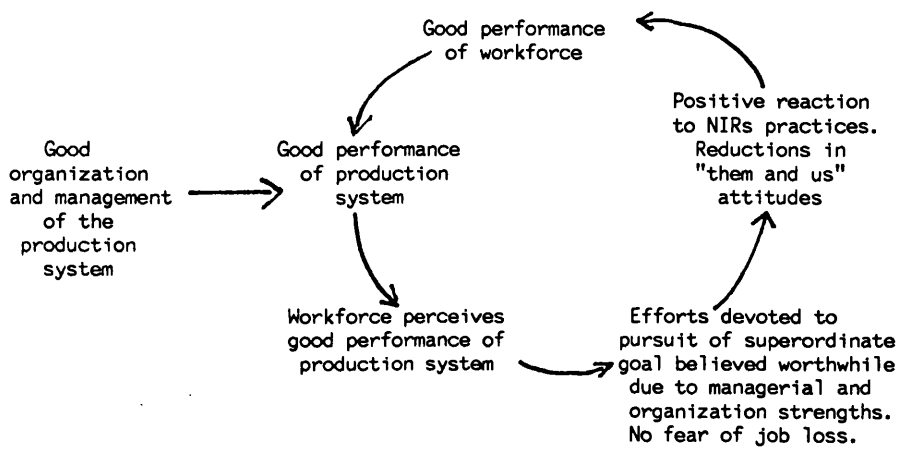 Good performance
of workforce
Positive reaction
to NIRs practices.
Reductions in
"them and us"
attitudes
Good
organization
and management
of the
production
system
Good performance
of production
system
Workforce perceives
good performance of
production system
Efforts devoted to
pursuit of superordinate
goal believed worthwhile
due to managerial and
organization strengths.
No fear of job loss.